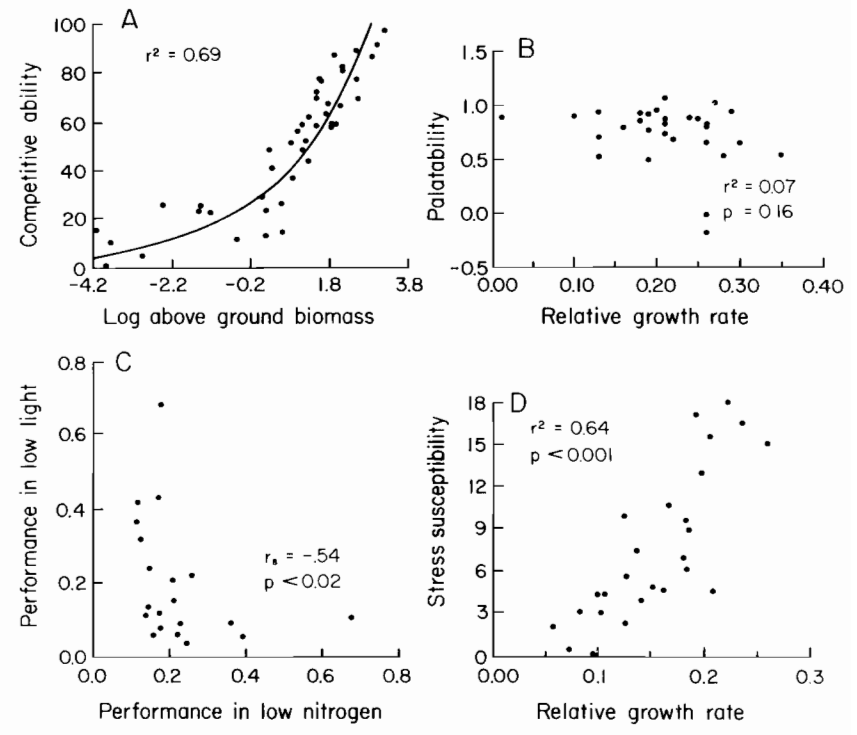 A
r² = 0.69
Competitive ability
100
80
60
40
20
0
-4.2 -2.2 -0.2 1.8 3.8
Log above ground biomass
B
Palatability
1.5
1.0
0.5
0.0
-0.5
r² = 0.07
p = 0.16
0.00 0.10 0.20 0.30 0.40
Relative growth rate
C
Performance in low light
0.8
0.6
0.4
0.2
0.0
rₛ = -.54
p < 0.02
0.0 0.2 0.4 0.6 0.8
Performance in low nitrogen
D
Stress susceptibility
18
15
12
9
6
3
0
r² = 0.64
p < 0.001
0.00 0.1 0.2 0.3
Relative growth rate